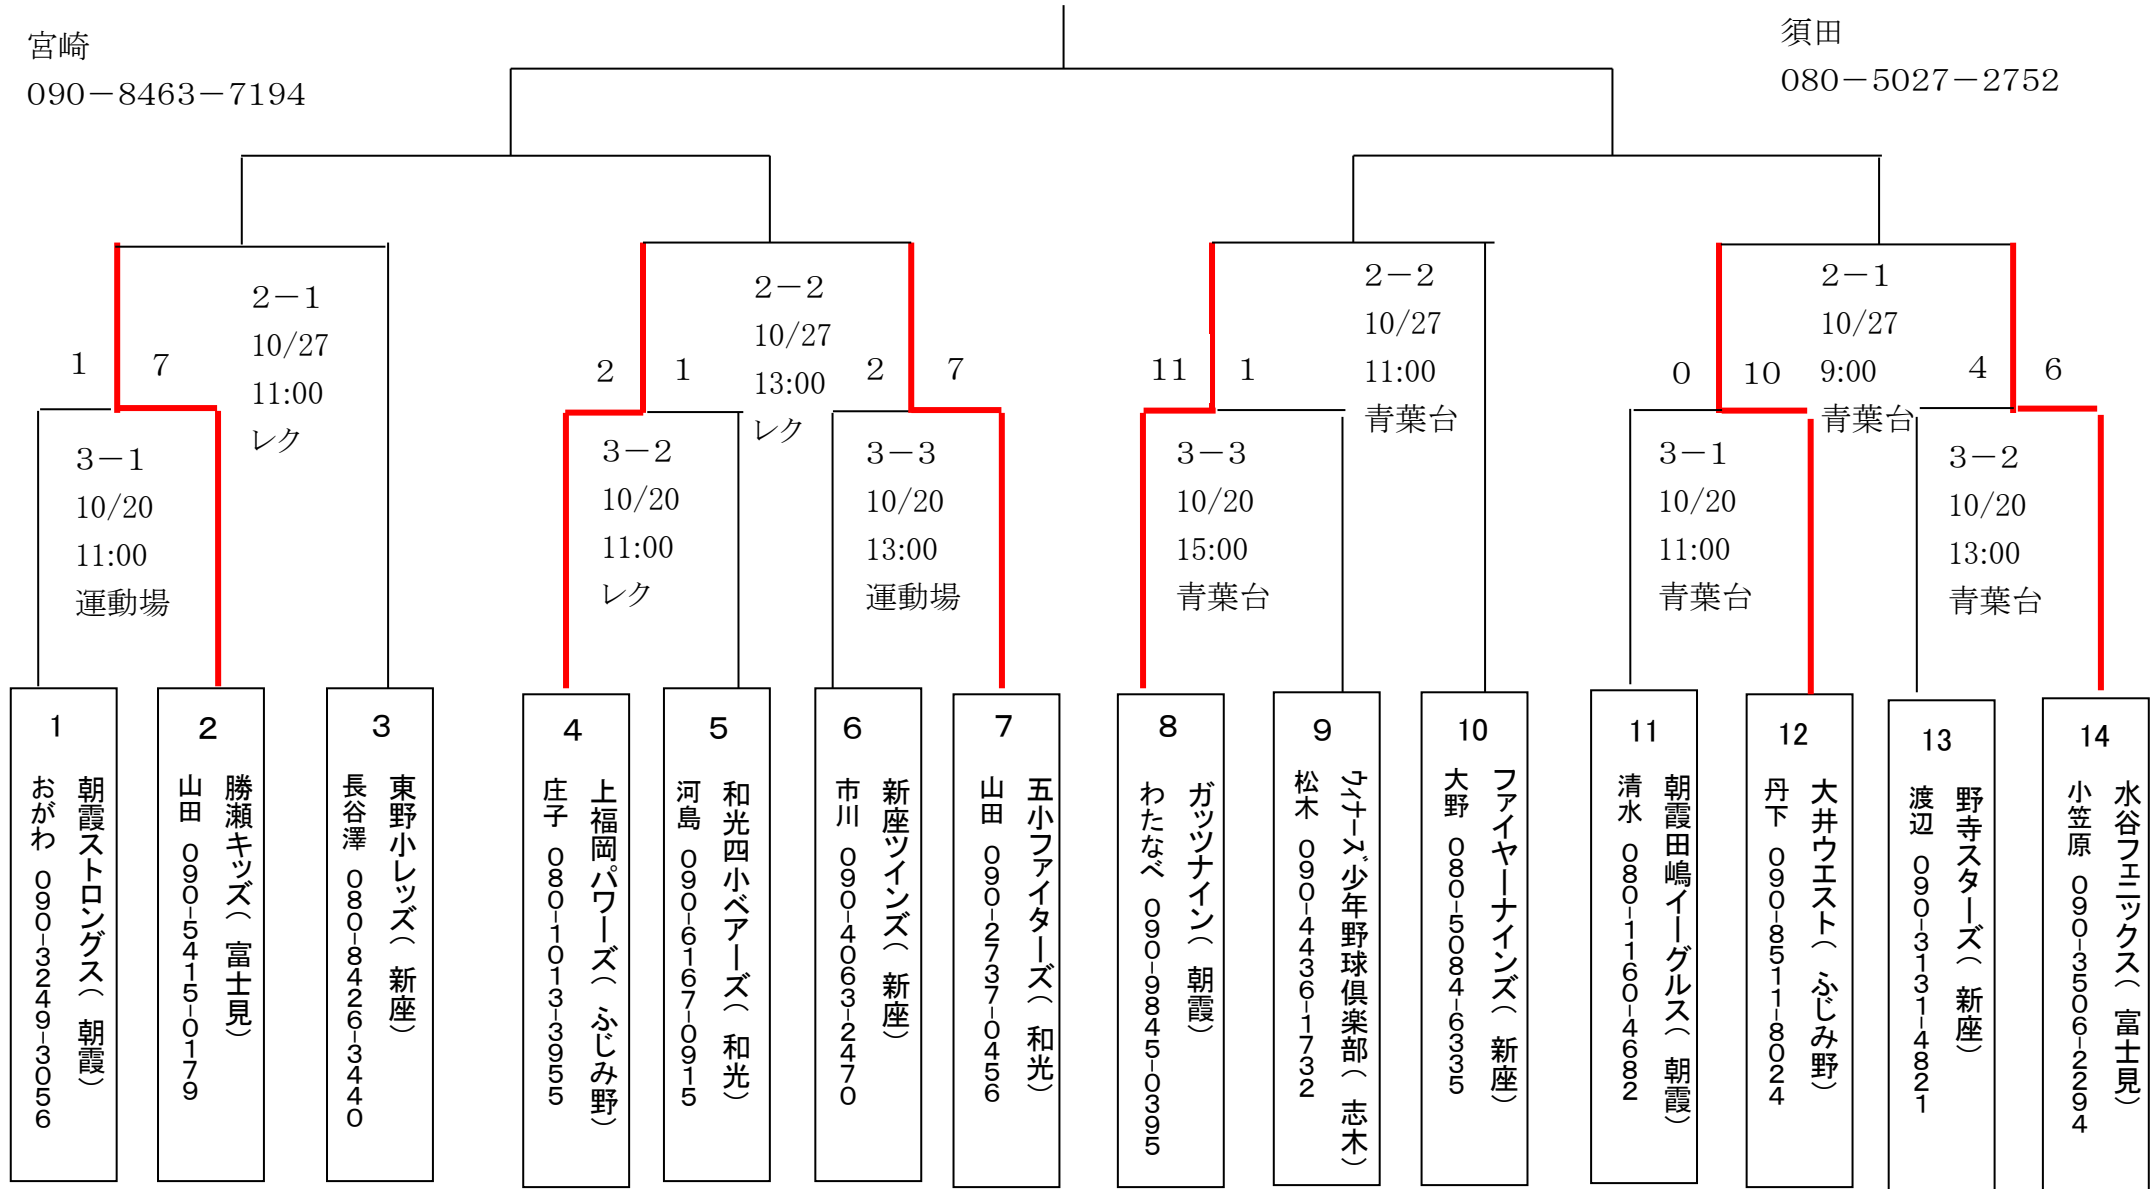 宮崎
090－8463－7194
須田
080－5027－2752
2－1
10/27
11:00
レク
2－2
10/27
13:00
レク
2－2
10/27
11:00
青葉台
2－1
10/27
9:00
青葉台
1 7
2 1
2 7
11 1
0 10
4 6
3－1
10/20
11:00
運動場
3－2
10/20
11:00
レク
3－3
10/20
13:00
運動場
3－3
10/20
15:00
青葉台
3－1
10/20
11:00
青葉台
3－2
10/20
13:00
青葉台
1
朝霞ストロングス（朝霞）
おがわ 090-3249-3056
2
勝瀬キッズ（富士見）
山田 090-5415-0179
3
東野小レッズ（新座）
長谷澤 080-8426-3440
4
上福岡パワーズ（ふじみ野）
庄子 080-1013-3955
5
和光四小ベアーズ（和光）
河島 090-6167-0915
6
新座ツインズ（新座）
市川 090-4063-2470
7
五小ファイターズ（和光）
山田 090-2737-0456
8
ガッツナイン（朝霞）
わたなべ 090-9845-0395
9
ウィナーズ少年野球倶楽部（志木）
松木 090-4436-1732
10
ファイヤーナインズ（新座）
大野 080-5084-6335
11
朝霞田嶋イーグルス（朝霞）
清水 080-1160-4682
12
大井ウエスト（ふじみ野）
丹下 090-8511-8024
13
野寺スターズ（新座）
渡辺 090-3131-4821
14
水谷フェニックス（富士見）
小笠原 090-3506-2294